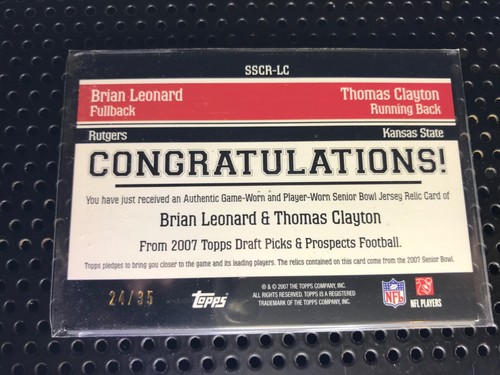 SSCR-LC
Brian Leonard
Fullback
Thomas Clayton
Running Back
Rutgers
Kansas State
CONGRATULATIONS!
You have just received an Authentic Game-Worn and Player-Worn Senior Bowl Jersey Relic Card of
Brian Leonard & Thomas Clayton
From 2007 Topps Draft Picks & Prospects Football.
Topps pledges to bring you closer to the game and its leading players. The relics contained on this card come from the 2007 Senior Bowl.
24/35
Topps
® & © 2007 THE TOPPS COMPANY, INC.
ALL RIGHTS RESERVED. TOPPS IS A REGISTERED
TRADEMARK OF THE TOPPS COMPANY, INC.
NFL
NFL PLAYERS